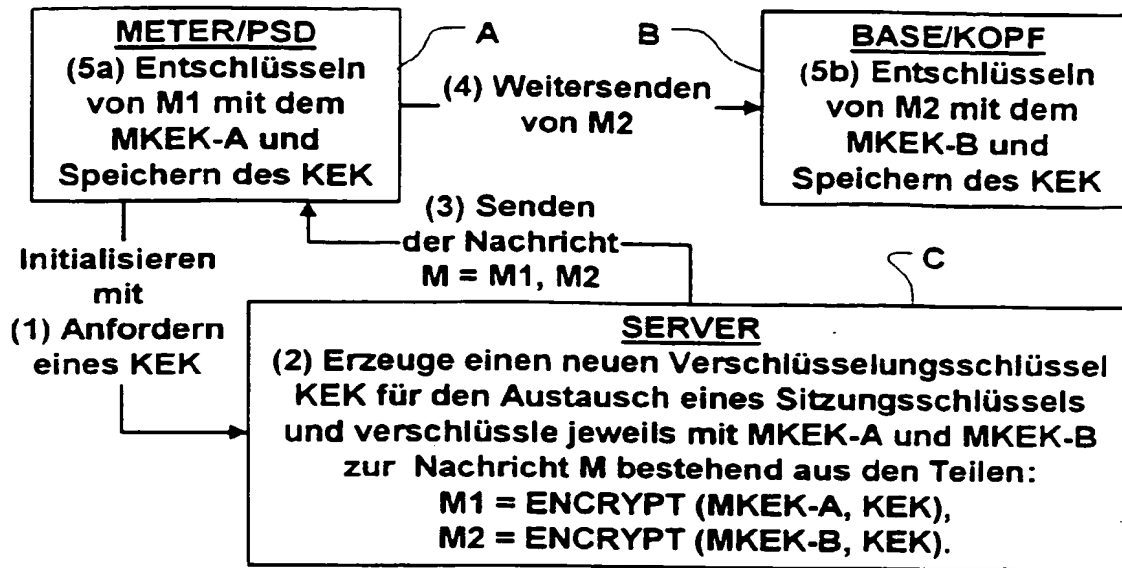 METER/PSD
(5a) Entschlüsseln
von M1 mit dem
MKEK-A und
Speichern des KEK
A
(4) Weitersenden
von M2
B
BASE/KOPF
(5b) Entschlüsseln
von M2 mit dem
MKEK-B und
Speichern des KEK
(3) Senden
der Nachricht
M = M1, M2
Initialisieren
mit
(1) Anfordern
eines KEK
C
SERVER
(2) Erzeuge einen neuen Verschlüsselungsschlüssel
KEK für den Austausch eines Sitzungsschlüssels
und verschlüssle jeweils mit MKEK-A und MKEK-B
zur Nachricht M bestehend aus den Teilen:
M1 = ENCRYPT (MKEK-A, KEK),
M2 = ENCRYPT (MKEK-B, KEK).